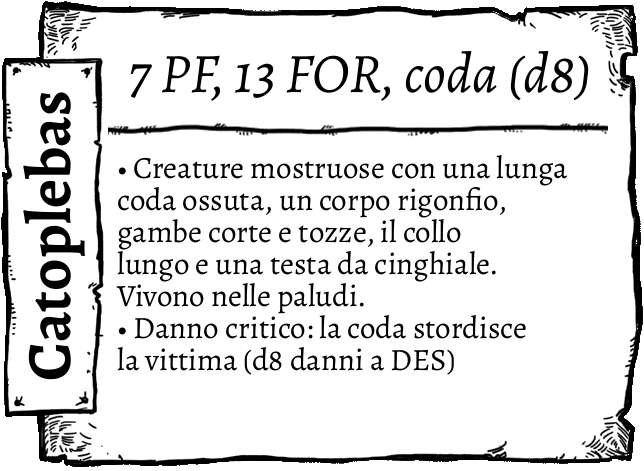 Catoplebas
7 PF, 13 FOR, coda (d8)
• Creature mostruose con una lunga
coda ossuta, un corpo rigonfio,
gambe corte e tozze, il collo
lungo e una testa da cinghiale.
Vivono nelle paludi.
• Danno critico: la coda stordisce
la vittima (d8 danni a DES)